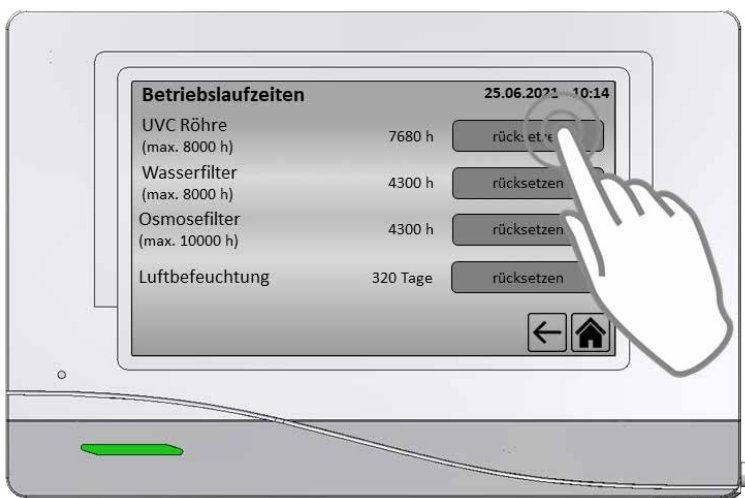 Betriebslaufzeiten 25.06.2021 10:14
UVC Röhre 7680 h rücksetzen
(max. 8000 h)
Wasserfilter 4300 h rücksetzen
(max. 8000 h)
Osmosefilter 4300 h rücksetzen
(max. 10000 h)
Luftbefeuchtung 320 Tage rücksetzen